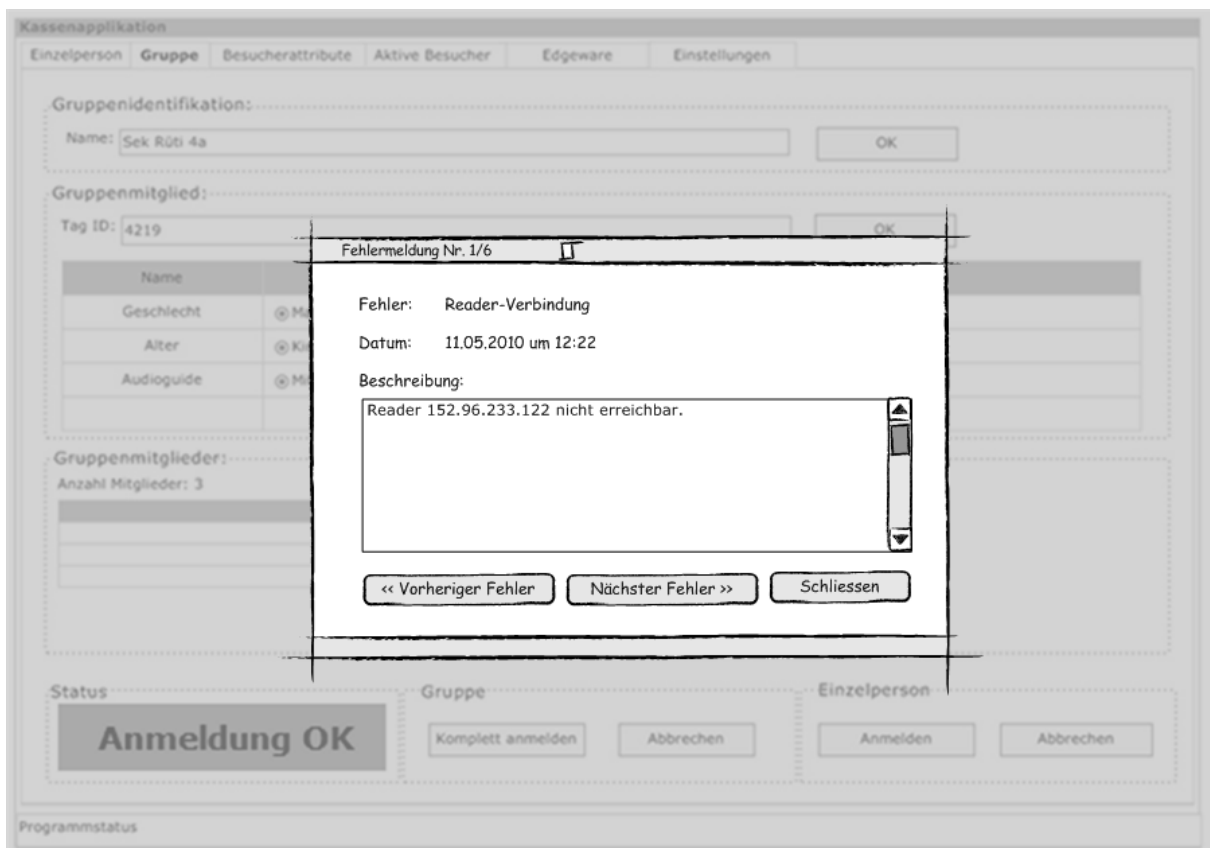 Kassenapplikation
Einzelperson Gruppe Besucherattribute Aktive Besucher Edgeware Einstellungen
Gruppenidentifikation:
Name: Sek Rüti 4a OK
Gruppenmitglied:
Tag ID: 4219 OK
Fehlermeldung Nr. 1/6
Name
Fehler: Reader-Verbindung
Geschlecht Ma
Datum: 11.05.2010 um 12:22
Alter Ki
Audioguide Mi
Beschreibung:
Reader 152.96.233.122 nicht erreichbar.
Gruppenmitglieder:
Anzahl Mitglieder: 3
<< Vorheriger Fehler Nächster Fehler >> Schliessen
Status Gruppe Einzelperson
Anmeldung OK Komplett anmelden Abbrechen Anmelden Abbrechen
Programmstatus